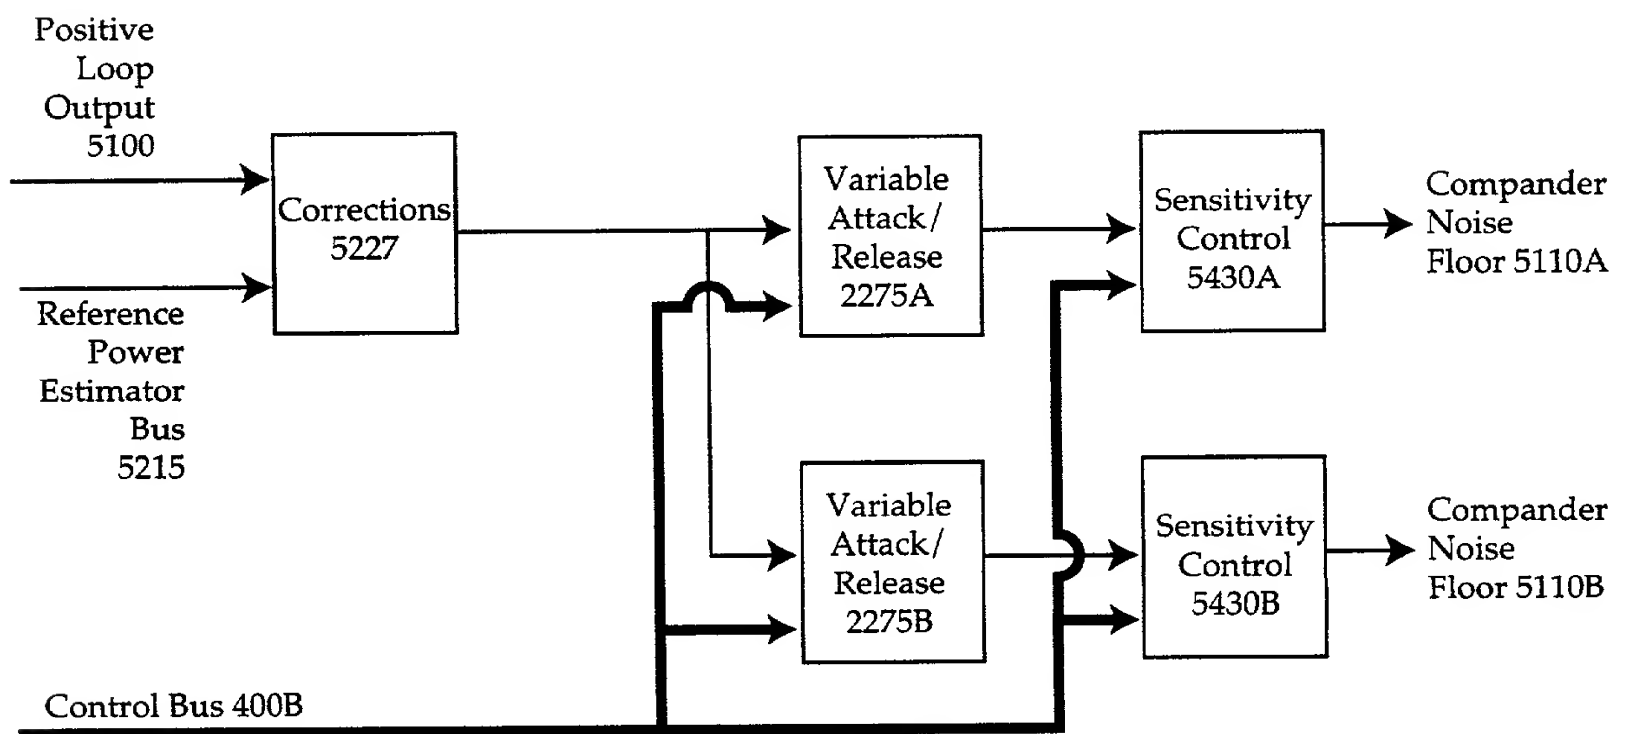 Positive
Loop
Output
5100
Reference
Power
Estimator
Bus
5215
Corrections
5227
Variable
Attack/
Release
2275A
Sensitivity
Control
5430A
Compander
Noise
Floor 5110A
Variable
Attack/
Release
2275B
Sensitivity
Control
5430B
Compander
Noise
Floor 5110B
Control Bus 400B